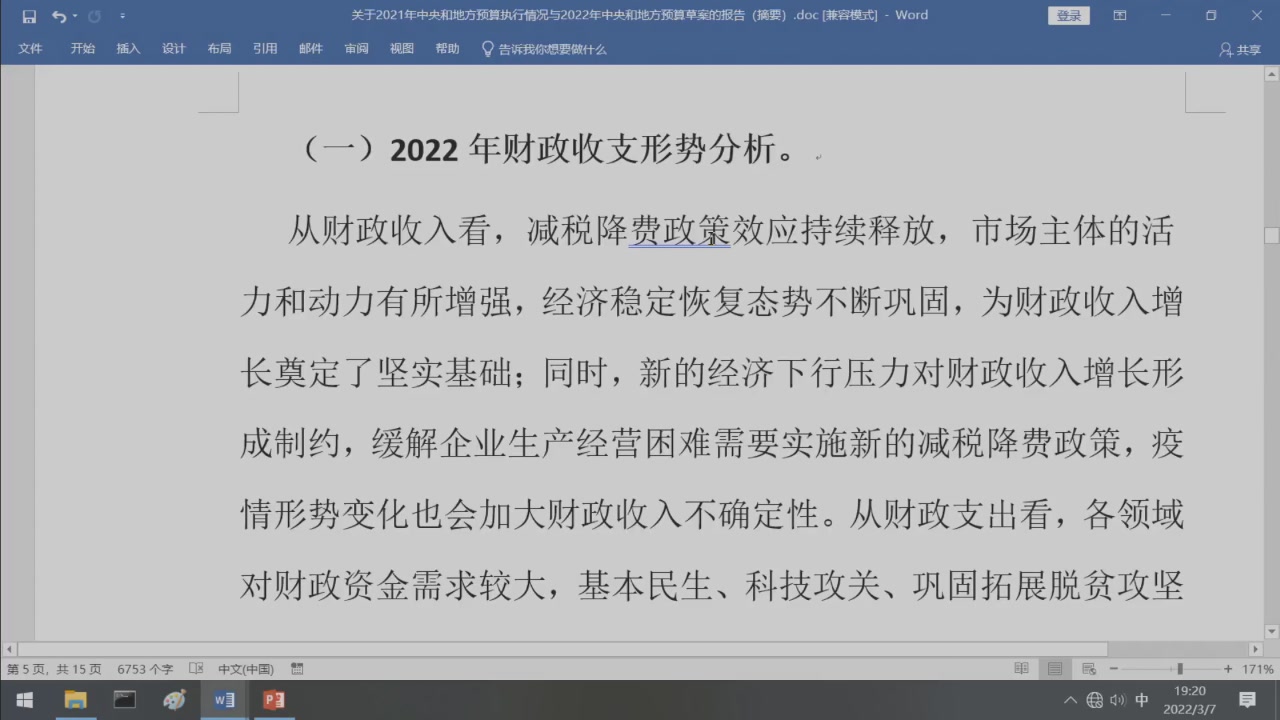 关于2021年中央和地方预算执行情况与2022年中央和地方预算草案的报告（摘要）.doc [兼容模式] - Word
登录
文件 开始 插入 设计 布局 引用 邮件 审阅 视图 帮助 告诉我你想要做什么 共享
（一）2022 年财政收支形势分析。
从财政收入看，减税降费政策效应持续释放，市场主体的活
力和动力有所增强，经济稳定恢复态势不断巩固，为财政收入增
长奠定了坚实基础；同时，新的经济下行压力对财政收入增长形
成制约，缓解企业生产经营困难需要实施新的减税降费政策，疫
情形势变化也会加大财政收入不确定性。从财政支出看，各领域
对财政资金需求较大，基本民生、科技攻关、巩固拓展脱贫攻坚
第 5 页，共 15 页 6753 个字 中文(中国) 171%
中 19:20
2022/3/7